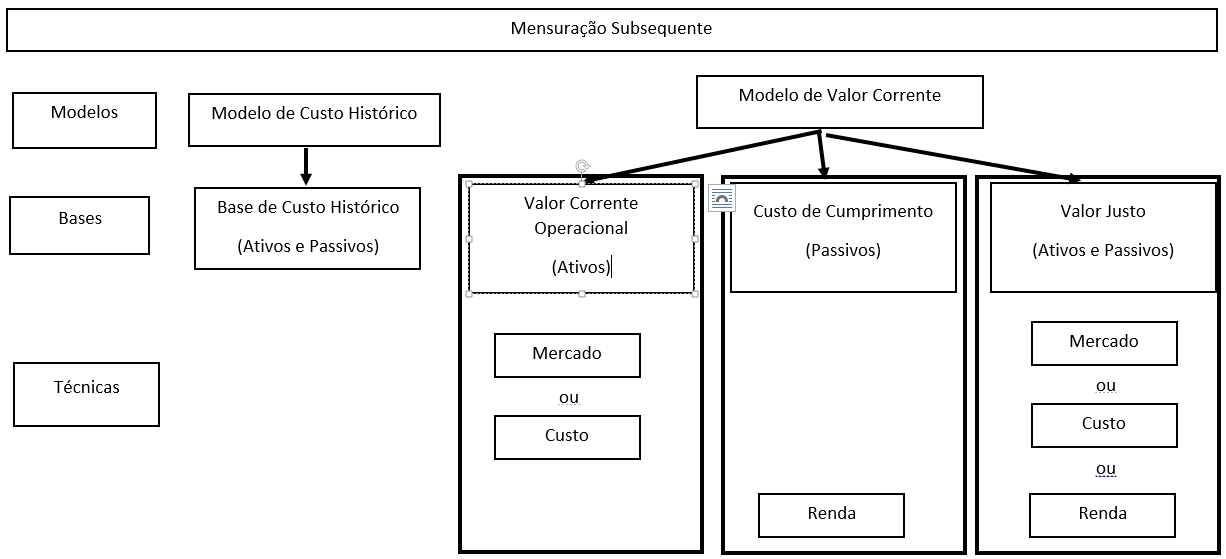 Mensuração Subsequente
Modelos
Modelo de Custo Histórico
Modelo de Valor Corrente
Bases
Base de Custo Histórico
(Ativos e Passivos)
Valor Corrente
Operacional
(Ativos)
Custo de Cumprimento
(Passivos)
Valor Justo
(Ativos e Passivos)
Técnicas
Mercado
ou
Custo
Renda
Mercado
ou
Custo
ou
Renda